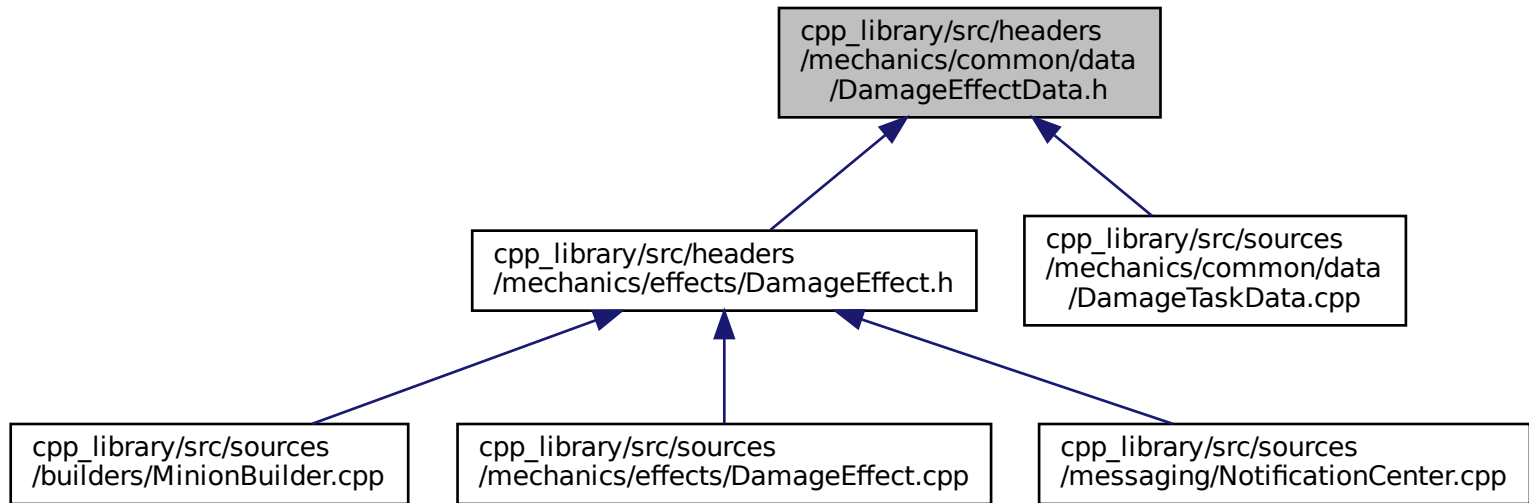 cpp_library/src/headers
/mechanics/common/data
/DamageEffectData.h
cpp_library/src/headers
/mechanics/effects/DamageEffect.h
cpp_library/src/sources
/mechanics/common/data
/DamageTaskData.cpp
cpp_library/src/sources
/builders/MinionBuilder.cpp
cpp_library/src/sources
/mechanics/effects/DamageEffect.cpp
cpp_library/src/sources
/messaging/NotificationCenter.cpp